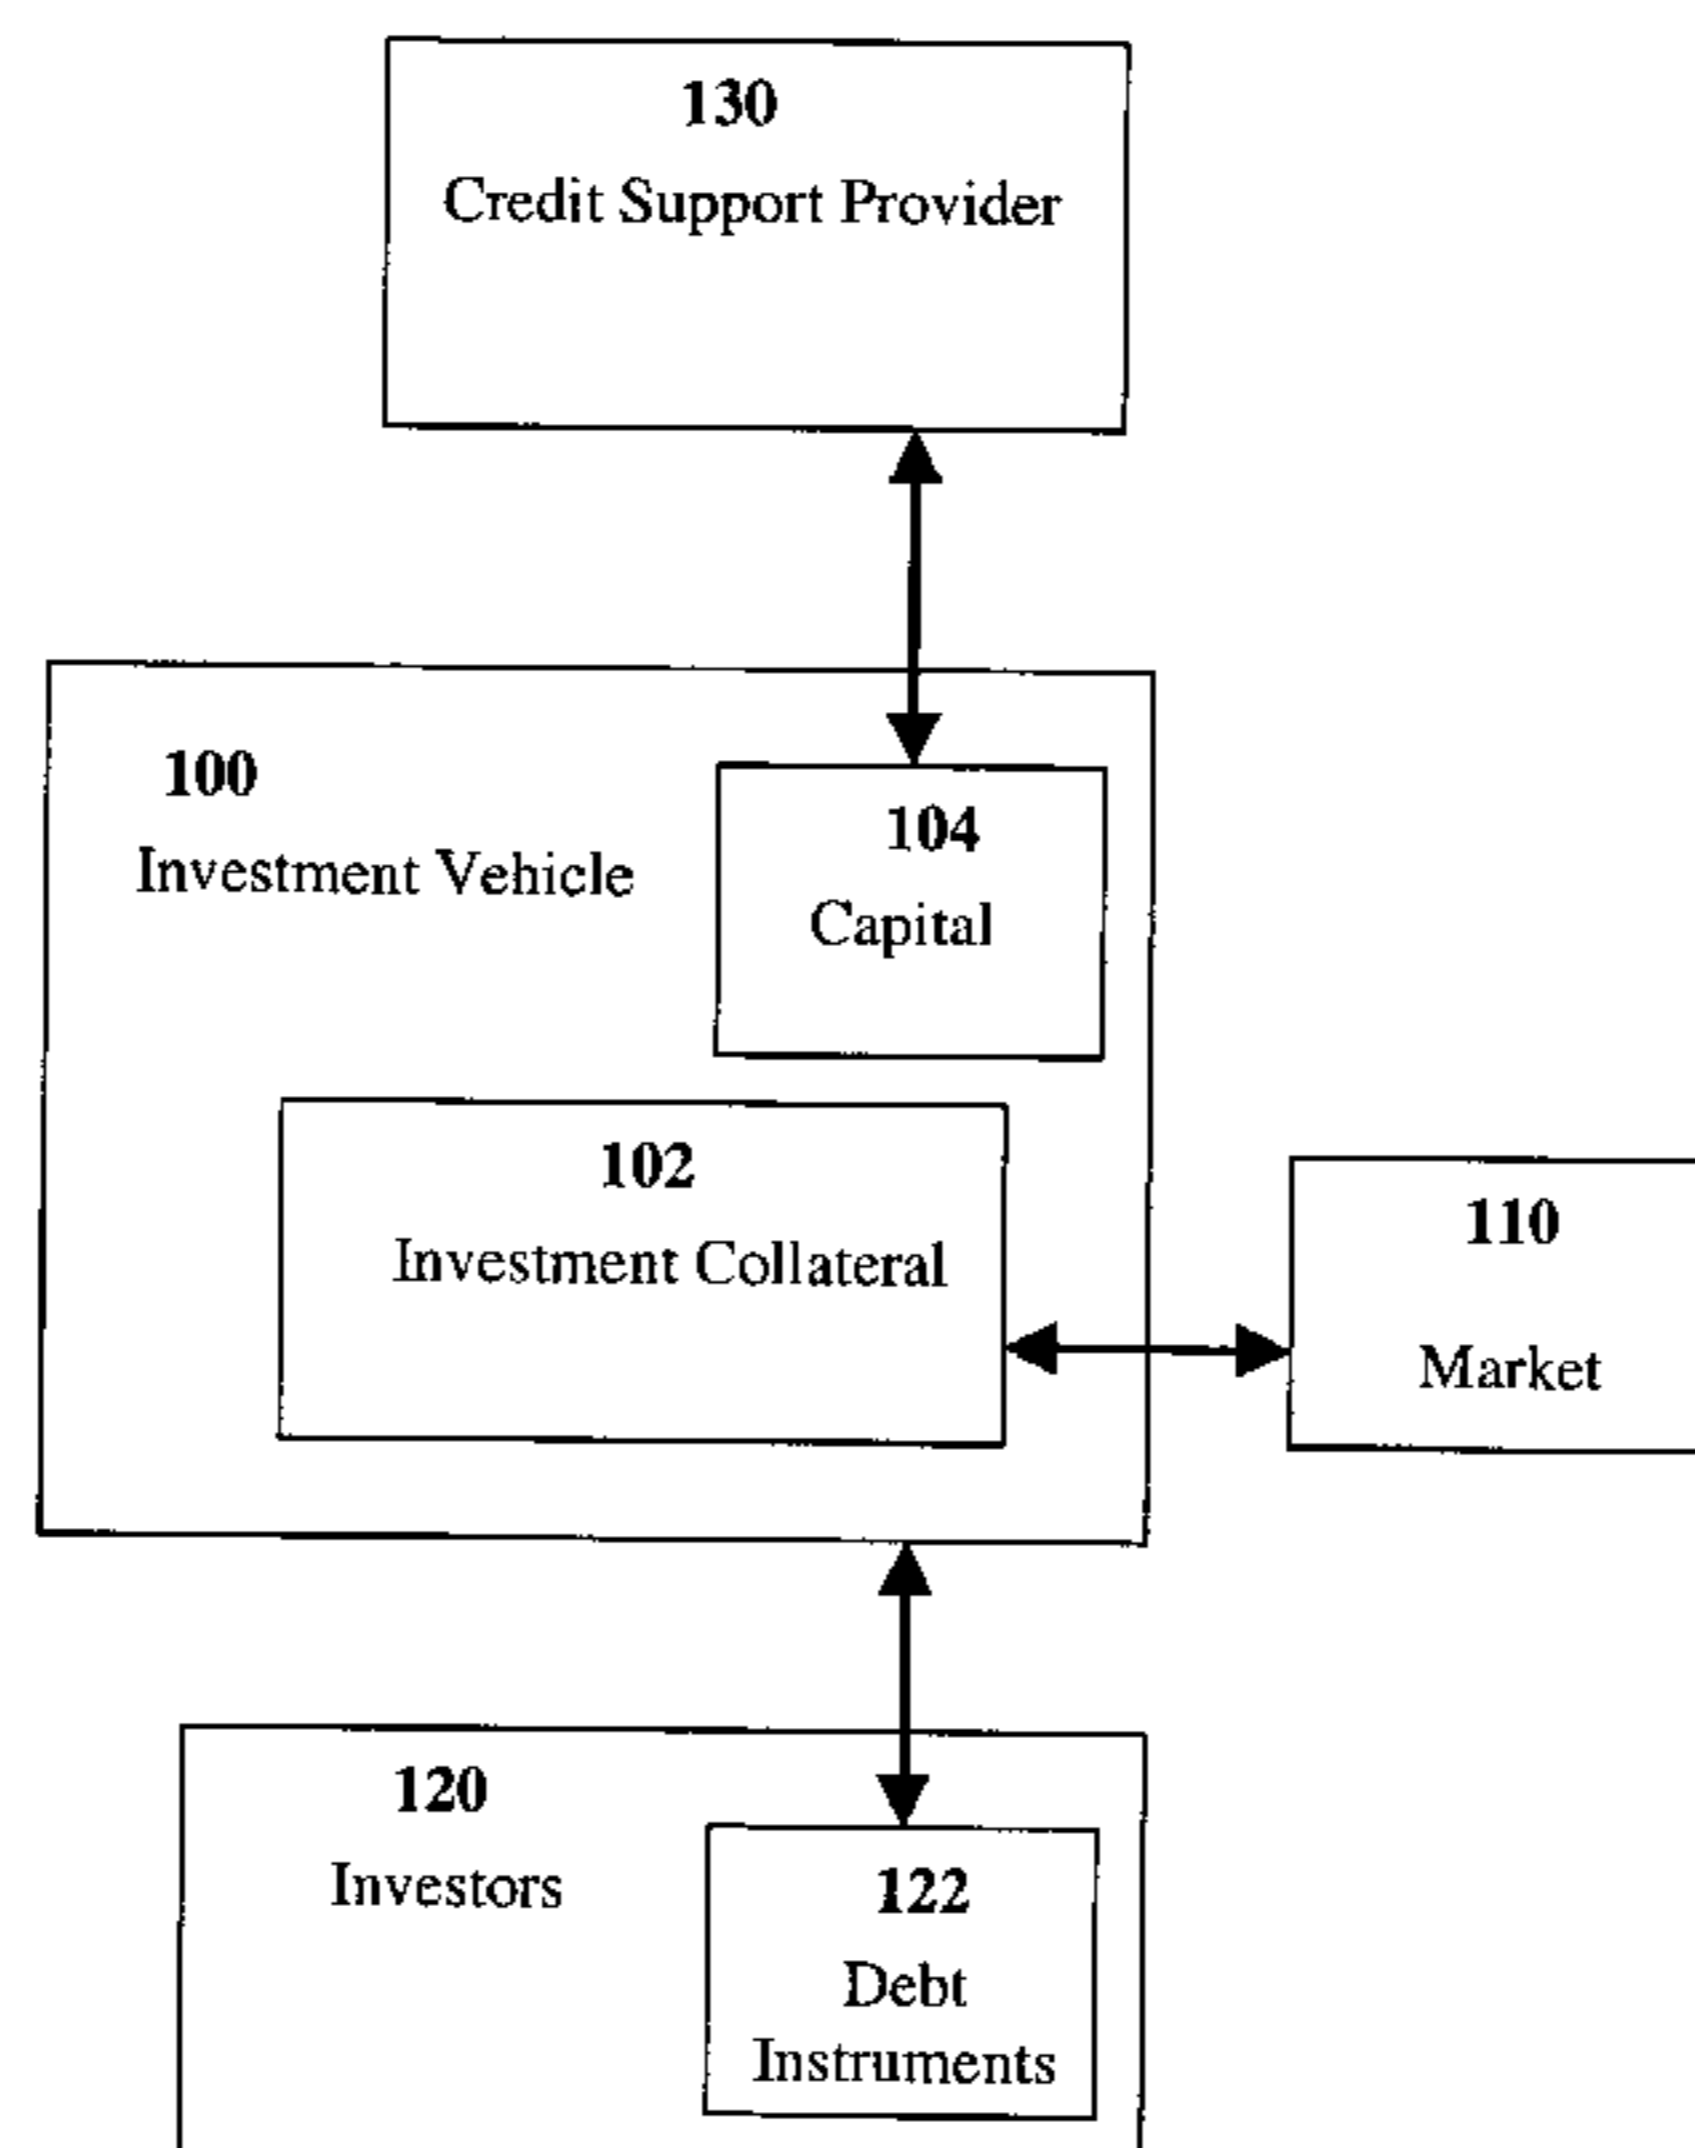 130
Credit Support Provider
100
Investment Vehicle
104
Capital
102
Investment Collateral
110
Market
120
Investors
122
Debt
Instruments